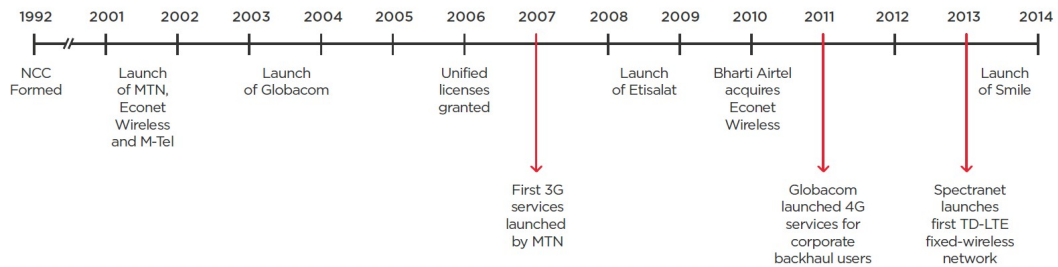 1992 2001 2002 2003 2004 2005 2006 2007 2008 2009 2010 2011 2012 2013 2014
NCC
Formed
Launch
of MTN,
Econet
Wireless
and M-Tel
Launch
of Globacom
Unified
licenses
granted
Launch
of Etisalat
Bharti Airtel
acquires
Econet
Wireless
Launch
of Smile
First 3G
services
launched
by MTN
Globacom
launched 4G
services for
corporate
backhaul users
Spectranet
launches
first TD-LTE
fixed-wireless
network